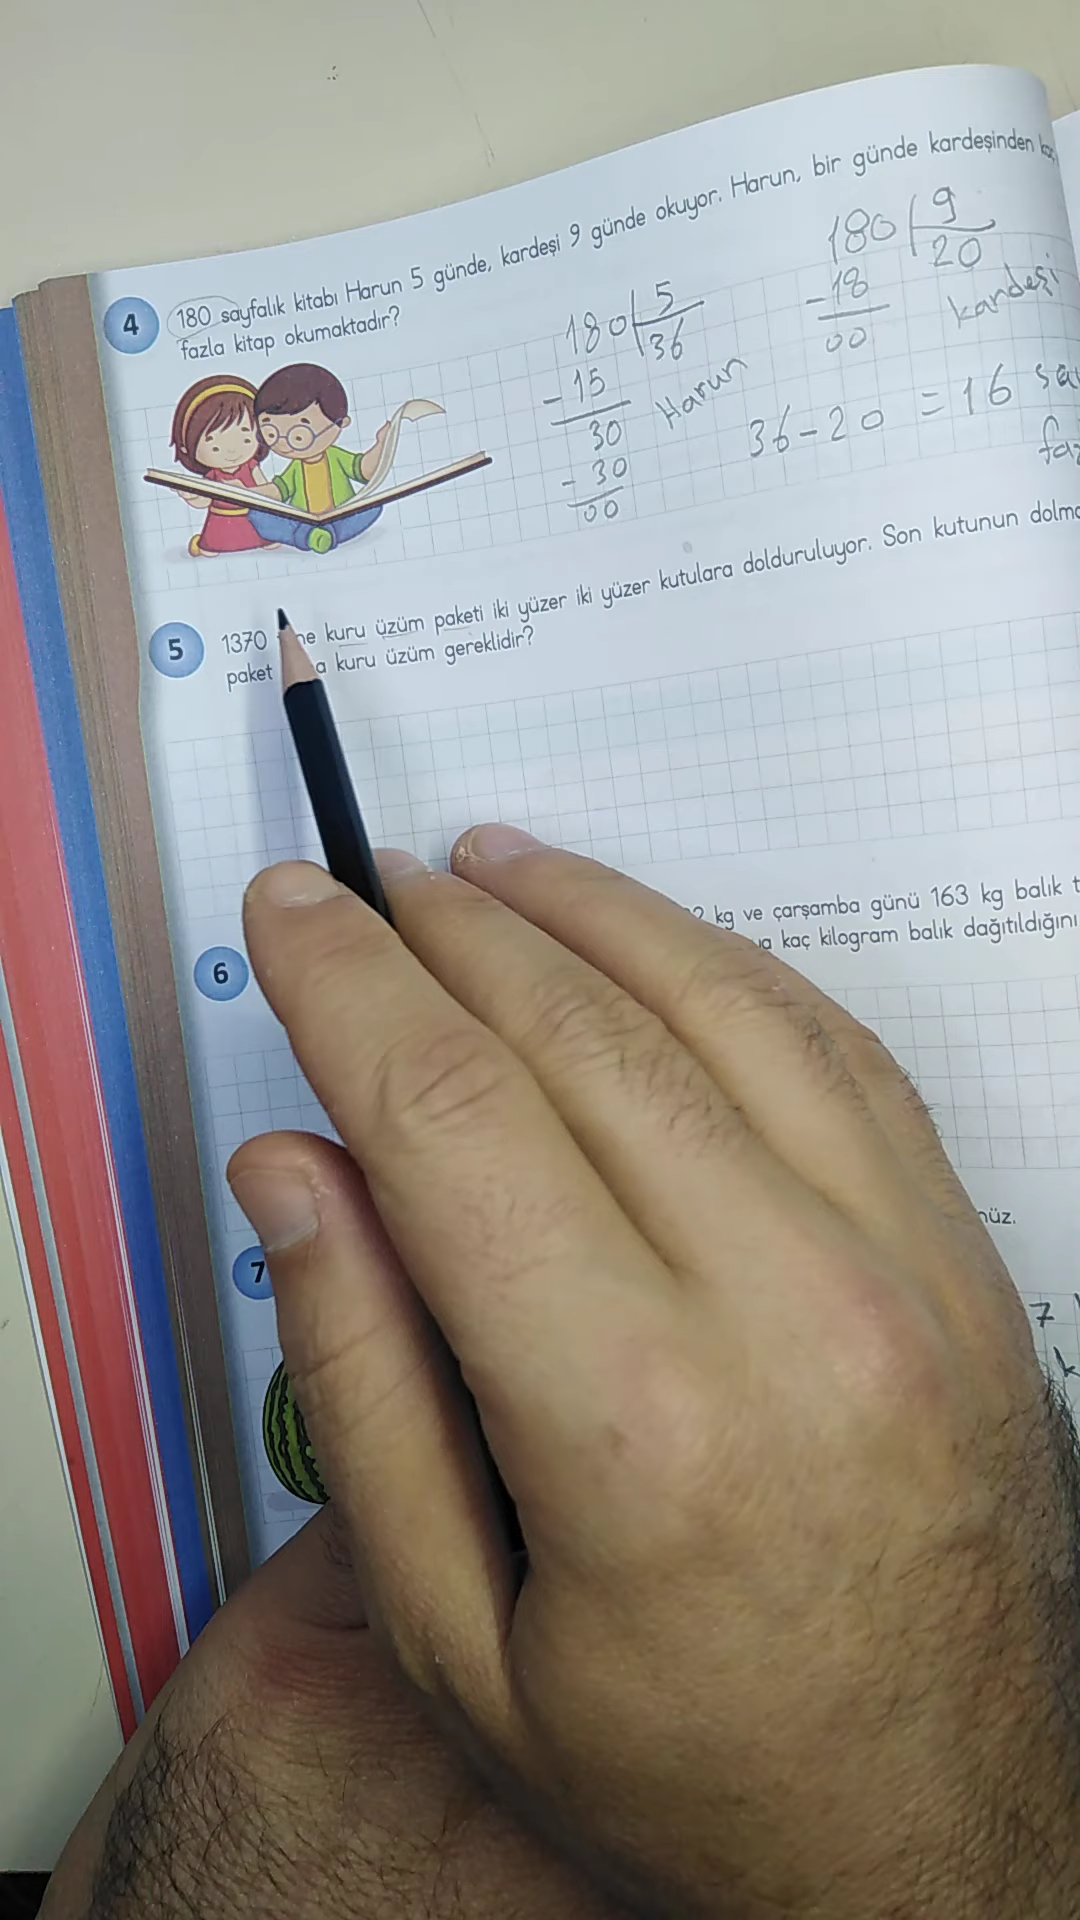 4
180 sayfalık kitabı Harun 5 günde, kardeşi 9 günde okuyor. Harun, bir günde kardeşinden
fazla kitap okumaktadır?
180 5
36
- 15
30
- 30
00
Harun
180 9
20
- 18
00
kardeşi
36-20 = 16
5
1370 kuru üzüm paketi iki yüzer iki yüzer kutulara dolduruluyor. Son kutunun
paket kuru üzüm gereklidir?
6
kg ve çarşamba günü 163 kg balık
kaç kilogram balık dağıtıldığını
7
7